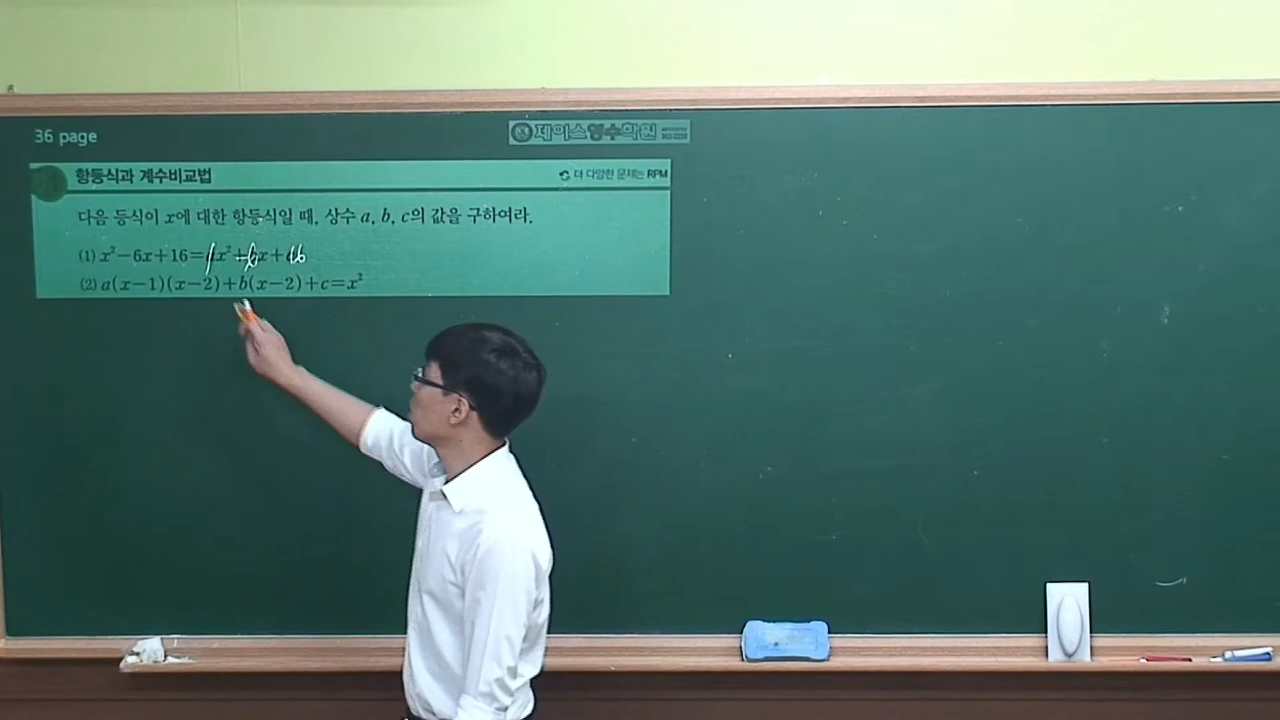 36 page
제이스영수학원
항등식과 계수비교법
더 다양한 문제는 RPM
다음 등식이 x에 대한 항등식일 때, 상수 a, b, c의 값을 구하여라.
(1) x²−6x+16=1x²−6x+16
(2) a(x−1)(x−2)+b(x−2)+c=x²